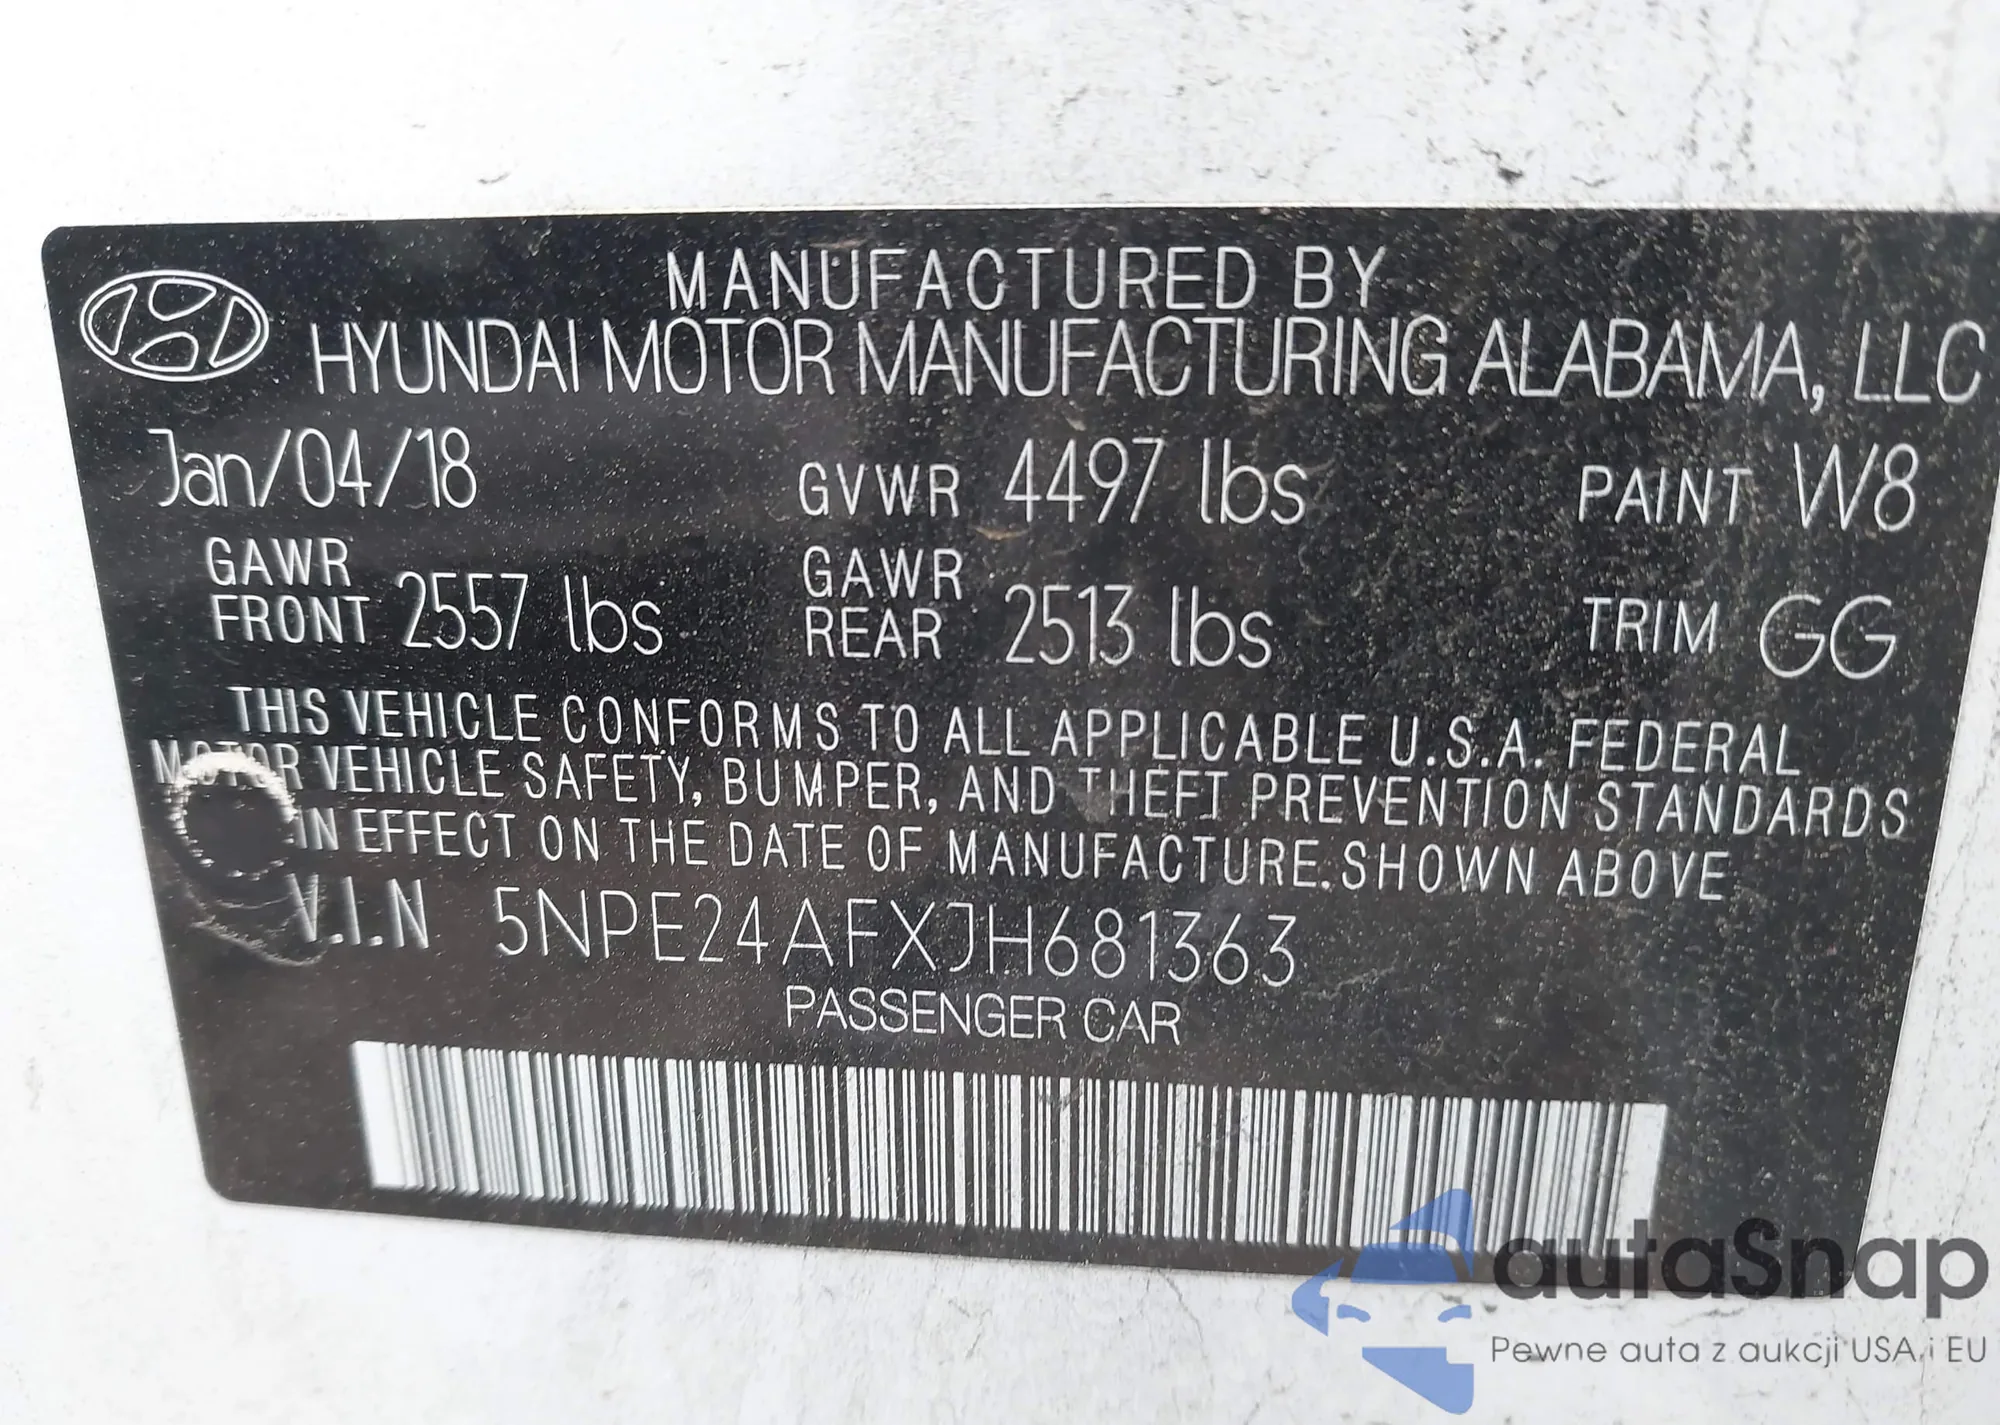 MANUFACTURED BY
HYUNDAI MOTOR MANUFACTURING ALABAMA, LLC
Jan/04/18 GVWR 4497 lbs PAINT W8
GAWR FRONT 2557 lbs GAWR REAR 2513 lbs TRIM GG
THIS VEHICLE CONFORMS TO ALL APPLICABLE U.S.A. FEDERAL
MOTOR VEHICLE SAFETY, BUMPER, AND THEFT PREVENTION STANDARDS
IN EFFECT ON THE DATE OF MANUFACTURE.SHOWN ABOVE
V.I.N 5NPE24AFXJH681363
PASSENGER CAR
autaSnap
Pewne auta z aukcji USA i EU